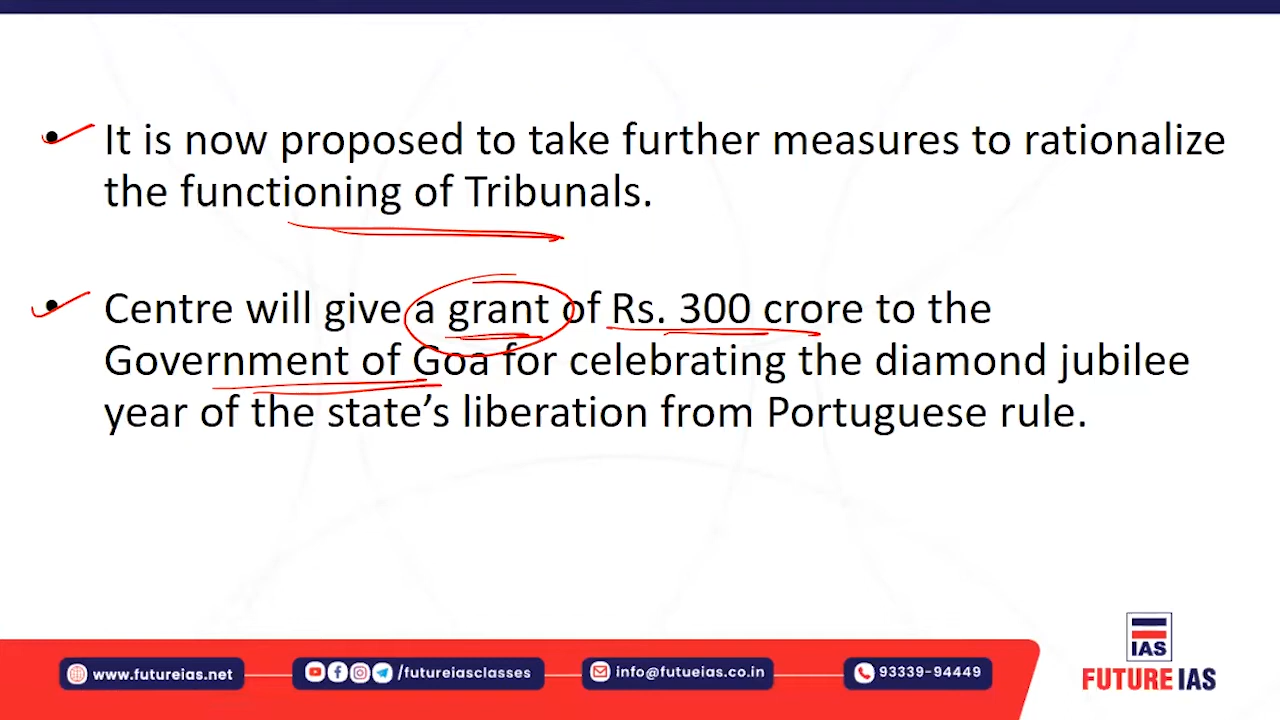 • It is now proposed to take further measures to rationalize
the functioning of Tribunals.
• Centre will give a grant of Rs. 300 crore to the
Government of Goa for celebrating the diamond jubilee
year of the state’s liberation from Portuguese rule.
www.futureias.net
/futureiasclasses
info@futueias.co.in
93339-94449
IAS
FUTURE IAS